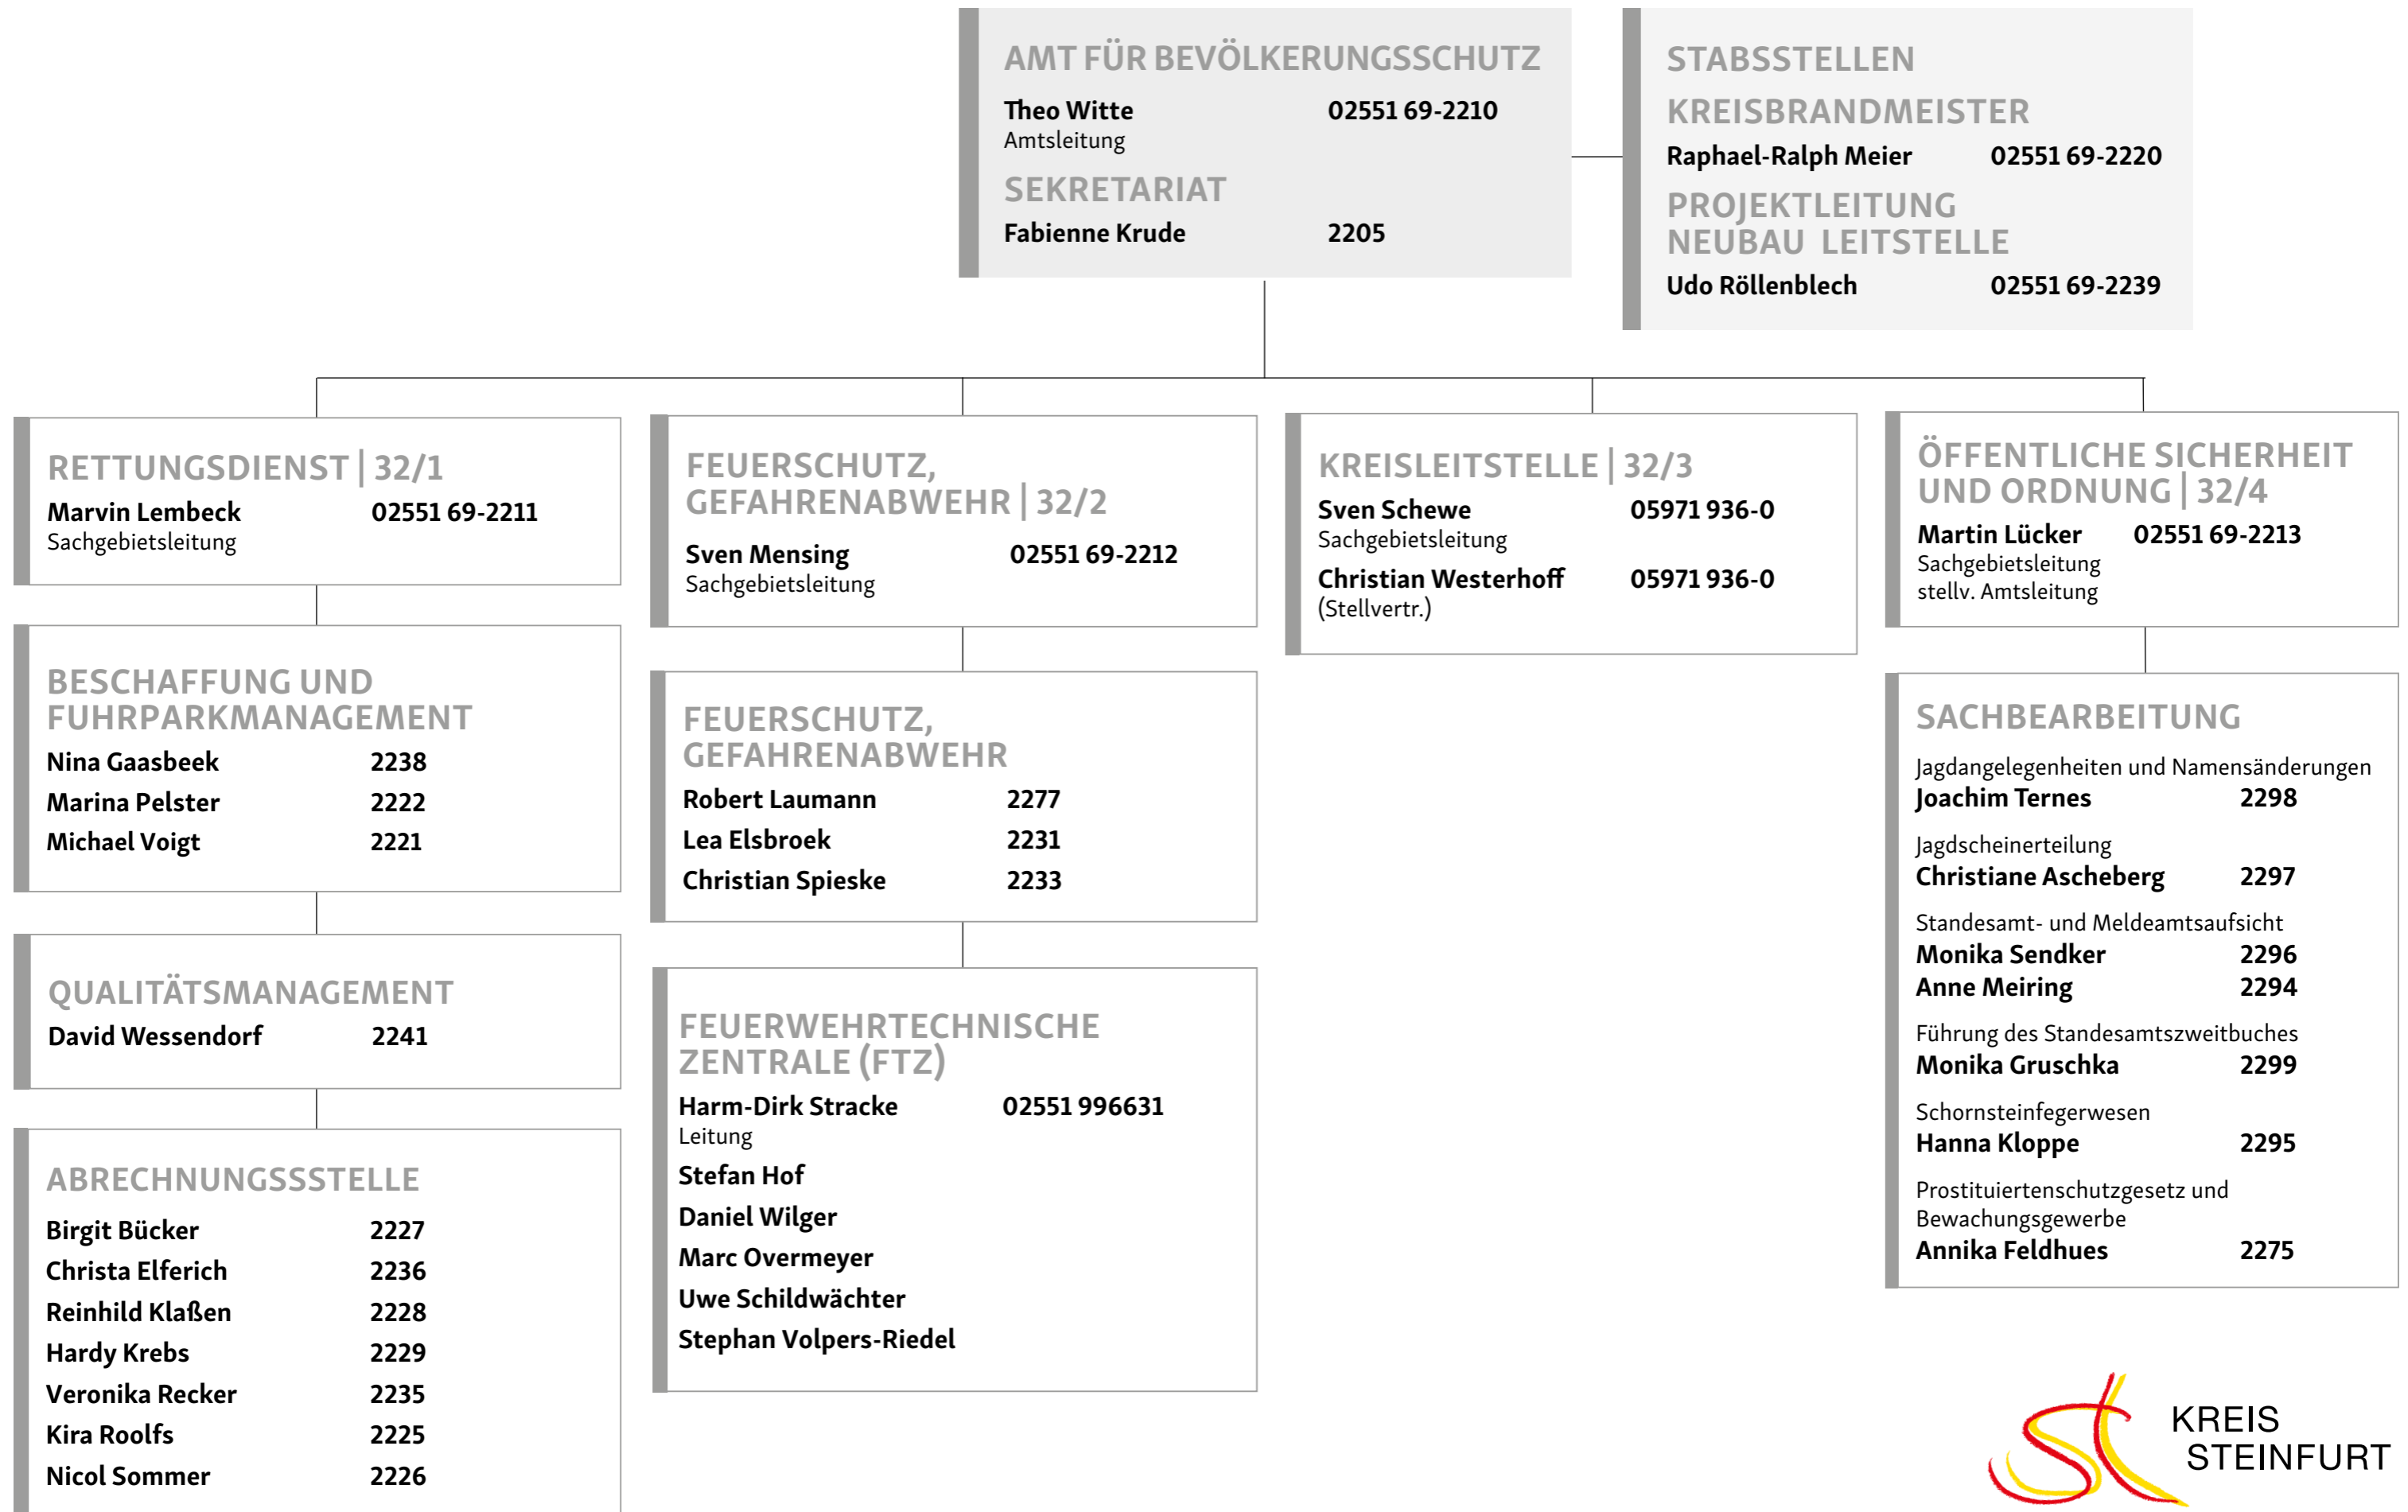 AMT FÜR BEVÖLKERUNGSSCHUTZ
Theo Witte 02551 69-2210
Amtsleitung
SEKRETARIAT
Fabienne Krude 2205
STABSSTELLEN
KREISBRANDMEISTER
Raphael-Ralph Meier 02551 69-2220
PROJEKTLEITUNG
NEUBAU LEITSTELLE
Udo Röllenblech 02551 69-2239
RETTUNGSDIENST | 32/1
Marvin Lembeck 02551 69-2211
Sachgebietsleitung
BESCHAFFUNG UND
FUHRPARKMANAGEMENT
Nina Gaasbeek 2238
Marina Pelster 2222
Michael Voigt 2221
QUALITÄTSMANAGEMENT
David Wessendorf 2241
ABRECHNUNGSSSTELLE
Birgit Bücker 2227
Christa Elferich 2236
Reinhild Klaßen 2228
Hardy Krebs 2229
Veronika Recker 2235
Kira Roolfs 2225
Nicol Sommer 2226
FEUERSCHUTZ,
GEFAHRENABWEHR | 32/2
Sven Mensing 02551 69-2212
Sachgebietsleitung
FEUERSCHUTZ,
GEFAHRENABWEHR
Robert Laumann 2277
Lea Elsbroek 2231
Christian Spieske 2233
FEUERWEHRTECHNISCHE
ZENTRALE (FTZ)
Harm-Dirk Stracke 02551 996631
Leitung
Stefan Hof
Daniel Wilger
Marc Overmeyer
Uwe Schildwächter
Stephan Volpers-Riedel
KREISLEITSTELLE | 32/3
Sven Schewe 05971 936-0
Sachgebietsleitung
Christian Westerhoff 05971 936-0
(Stellvertr.)
ÖFFENTLICHE SICHERHEIT
UND ORDNUNG | 32/4
Martin Lücker 02551 69-2213
Sachgebietsleitung
stellv. Amtsleitung
SACHBEARBEITUNG
Jagdangelegenheiten und Namensänderungen
Joachim Ternes 2298
Jagdscheinerteilung
Christiane Ascheberg 2297
Standesamt- und Meldeamtsaufsicht
Monika Sendker 2296
Anne Meiring 2294
Führung des Standesamtszweitbuches
Monika Gruschka 2299
Schornsteinfegerwesen
Hanna Kloppe 2295
Prostituiertenschutzgesetz und
Bewachungsgewerbe
Annika Feldhues 2275
KREIS
STEINFURT